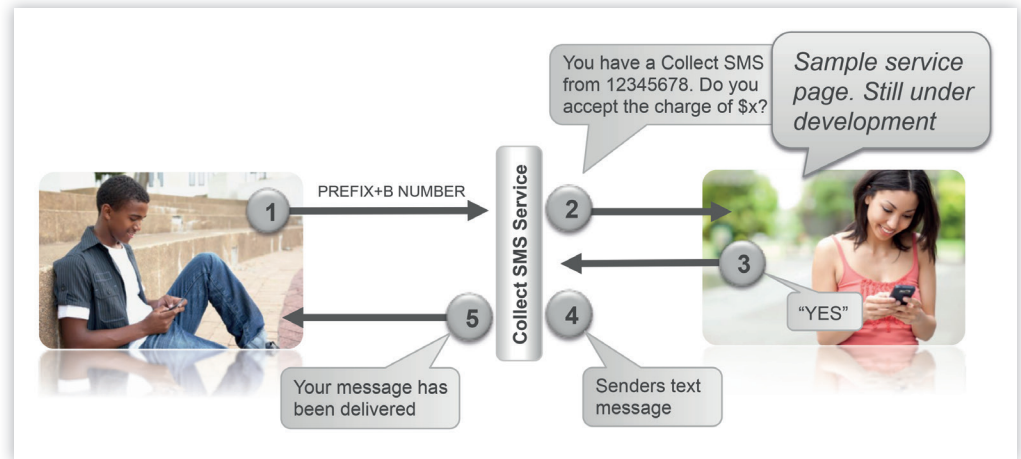 You have a Collect SMS
from 12345678. Do you
accept the charge of $x?
Sample service
page. Still under
development
PREFIX+B NUMBER
1
Collect SMS Service
2
3
"YES"
5
4
Your message has
been delivered
Senders text
message